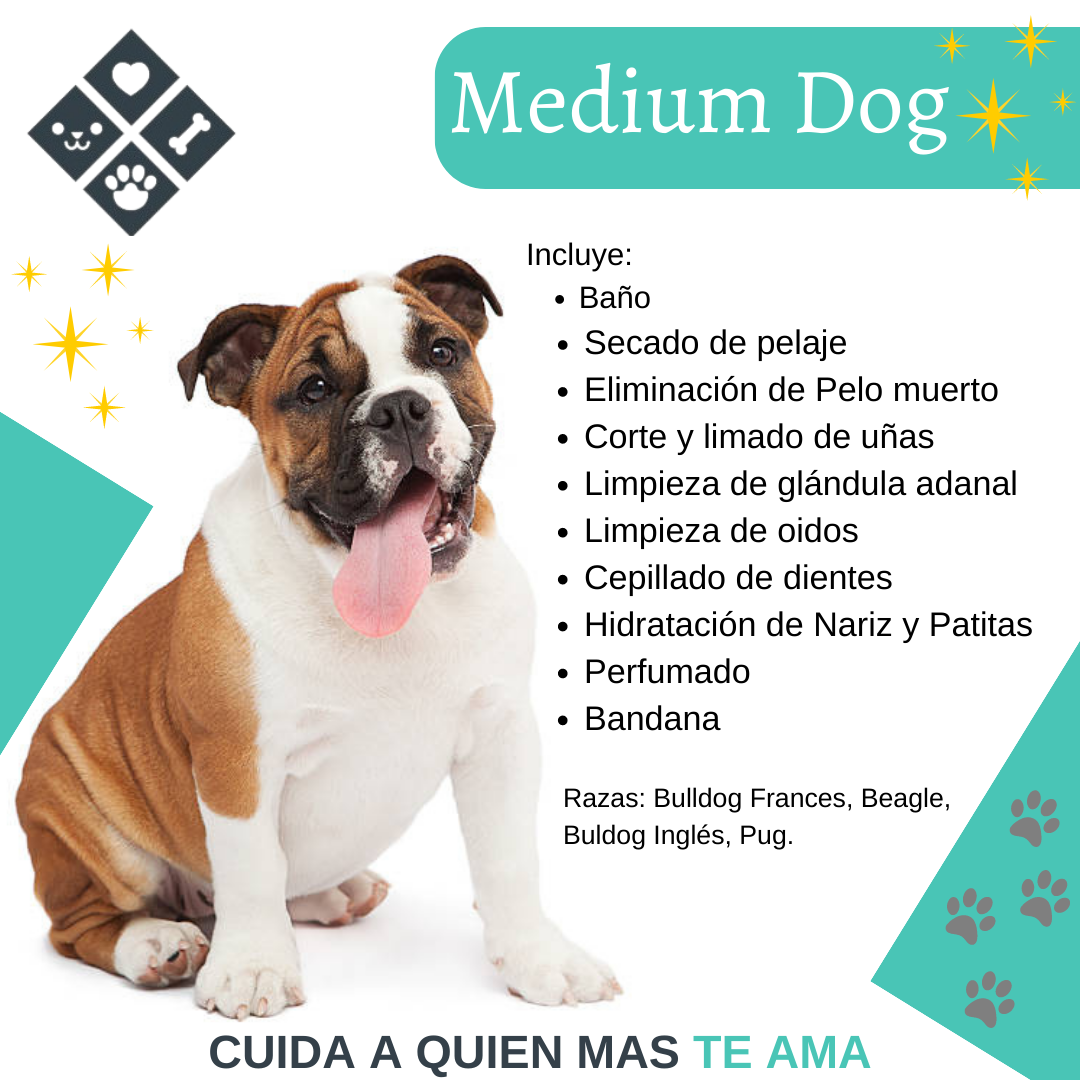 Medium Dog
Incluye:
• Baño
• Secado de pelaje
• Eliminación de Pelo muerto
• Corte y limado de uñas
• Limpieza de glándula adanal
• Limpieza de oidos
• Cepillado de dientes
• Hidratación de Nariz y Patitas
• Perfumado
• Bandana
Razas: Bulldog Frances, Beagle,
Buldog Inglés, Pug.
CUIDA A QUIEN MAS TE AMA